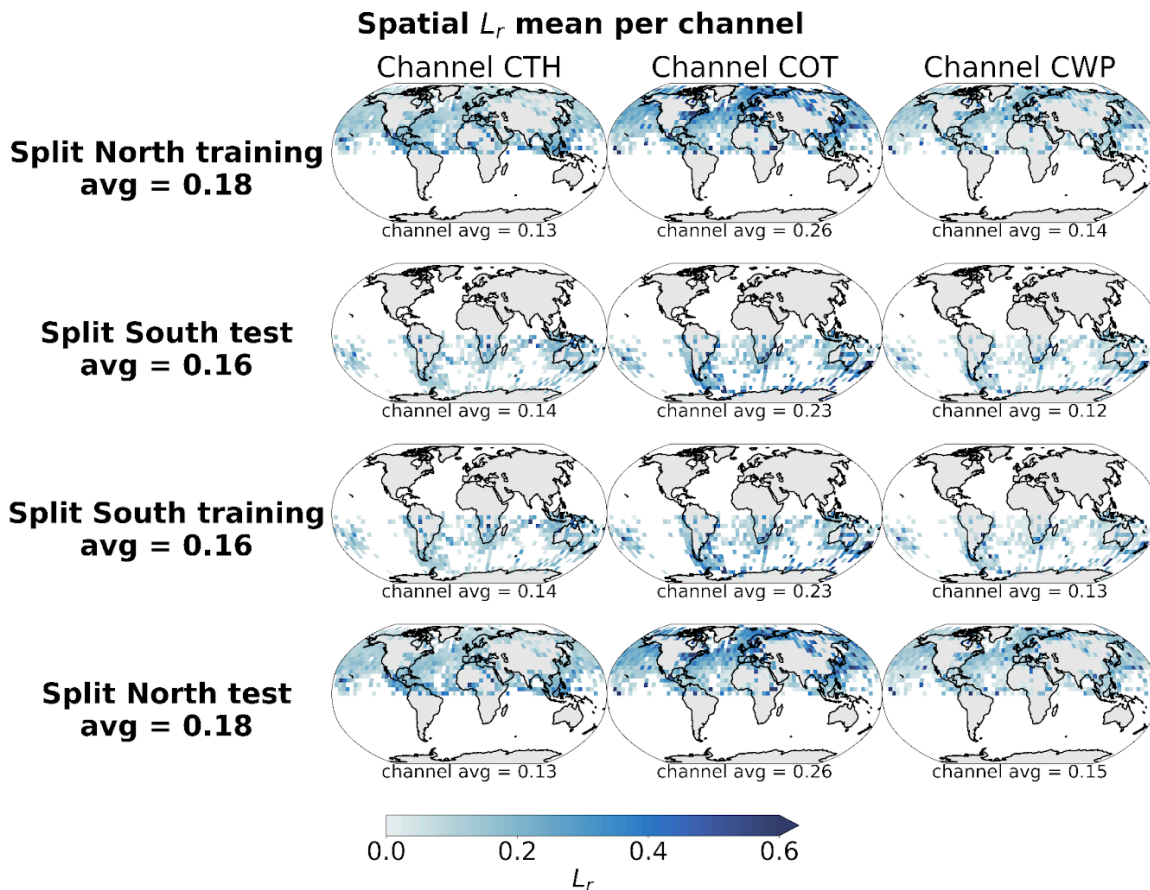 Spatial Lᵣ mean per channel
Channel CTH
Channel COT
Channel CWP
Split North training
avg = 0.18
channel avg = 0.13
channel avg = 0.26
channel avg = 0.14
Split South test
avg = 0.16
channel avg = 0.14
channel avg = 0.23
channel avg = 0.12
Split South training
avg = 0.16
channel avg = 0.14
channel avg = 0.23
channel avg = 0.13
Split North test
avg = 0.18
channel avg = 0.13
channel avg = 0.26
channel avg = 0.15
0.0 0.2 0.4 0.6
Lᵣ